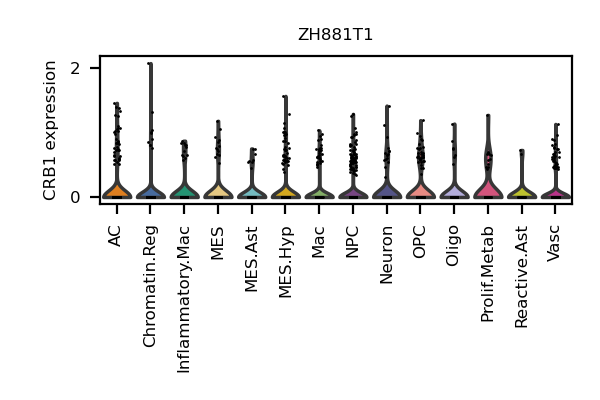 ZH881T1
CRB1 expression
2
0
AC
Chromatin.Reg
Inflammatory.Mac
MES
MES.Ast
MES.Hyp
Mac
NPC
Neuron
OPC
Oligo
Prolif.Metab
Reactive.Ast
Vasc